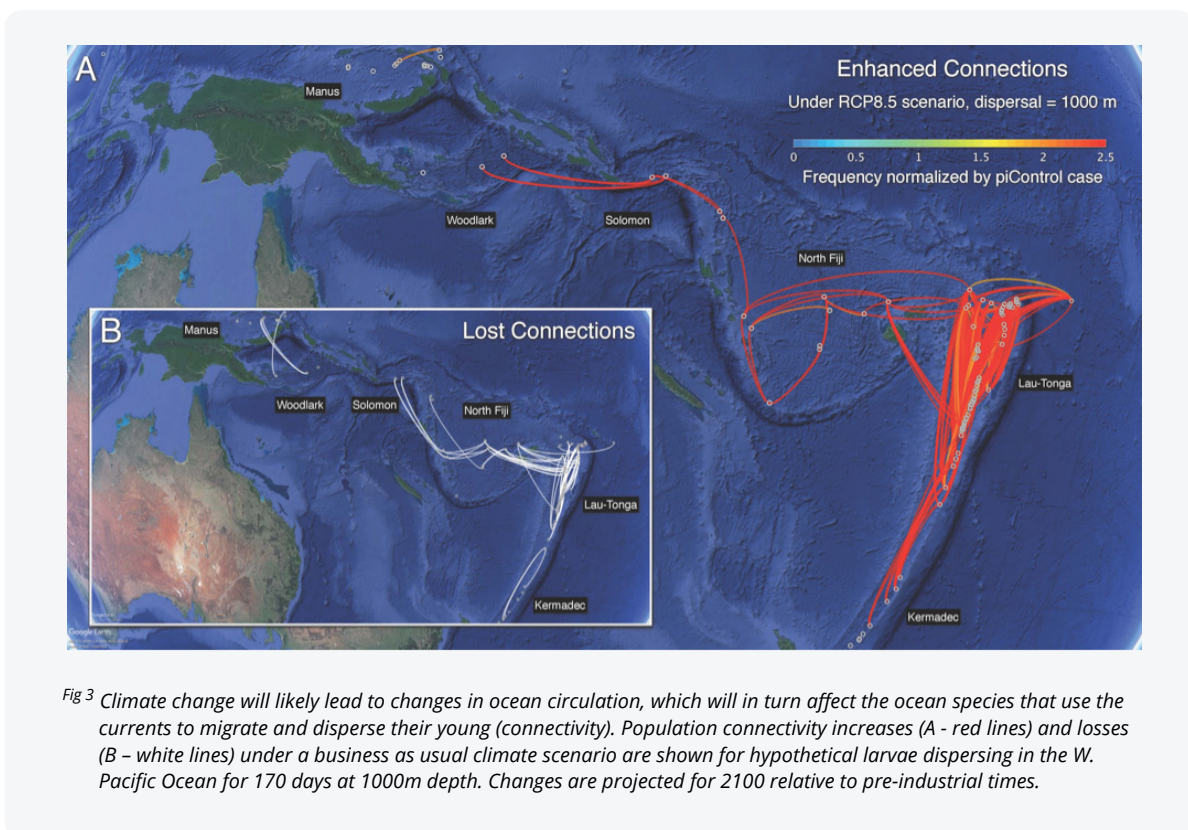 A
Enhanced Connections
Under RCP8.5 scenario, dispersal = 1000 m
0 0.5 1 1.5 2 2.5
Frequency normalized by piControl case
Manus
Woodlark
Solomon
North Fiji
Lau-Tonga
Kermadec
B
Lost Connections
Manus
Woodlark
Solomon
North Fiji
Lau-Tonga
Kermadec
Google Earth
Fig 3 Climate change will likely lead to changes in ocean circulation, which will in turn affect the ocean species that use the
currents to migrate and disperse their young (connectivity). Population connectivity increases (A - red lines) and losses
(B – white lines) under a business as usual climate scenario are shown for hypothetical larvae dispersing in the W.
Pacific Ocean for 170 days at 1000m depth. Changes are projected for 2100 relative to pre-industrial times.